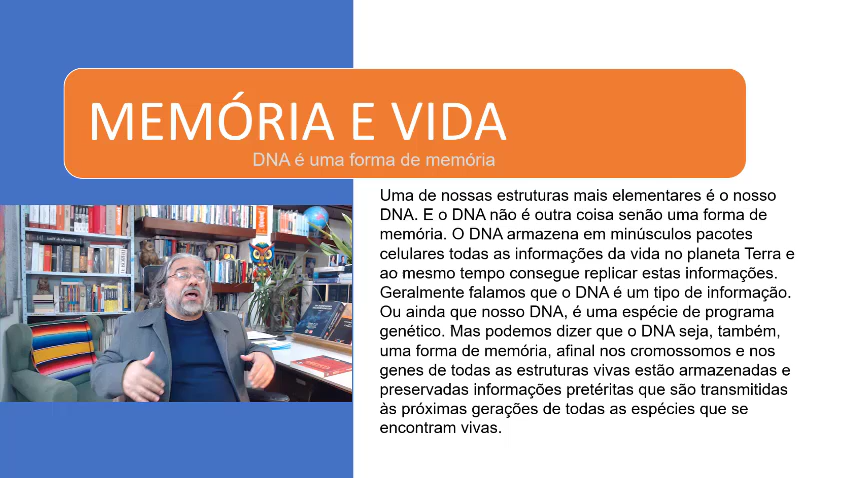 MEMÓRIA E VIDA
DNA é uma forma de memória
Uma de nossas estruturas mais elementares é o nosso
DNA. E o DNA não é outra coisa senão uma forma de
memória. O DNA armazena em minúsculos pacotes
celulares todas as informações da vida no planeta Terra e
ao mesmo tempo consegue replicar estas informações.
Geralmente falamos que o DNA é um tipo de informação.
Ou ainda que nosso DNA, é uma espécie de programa
genético. Mas podemos dizer que o DNA seja, também,
uma forma de memória, afinal nos cromossomos e nos
genes de todas as estruturas vivas estão armazenadas e
preservadas informações pretéritas que são transmitidas
às próximas gerações de todas as espécies que se
encontram vivas.